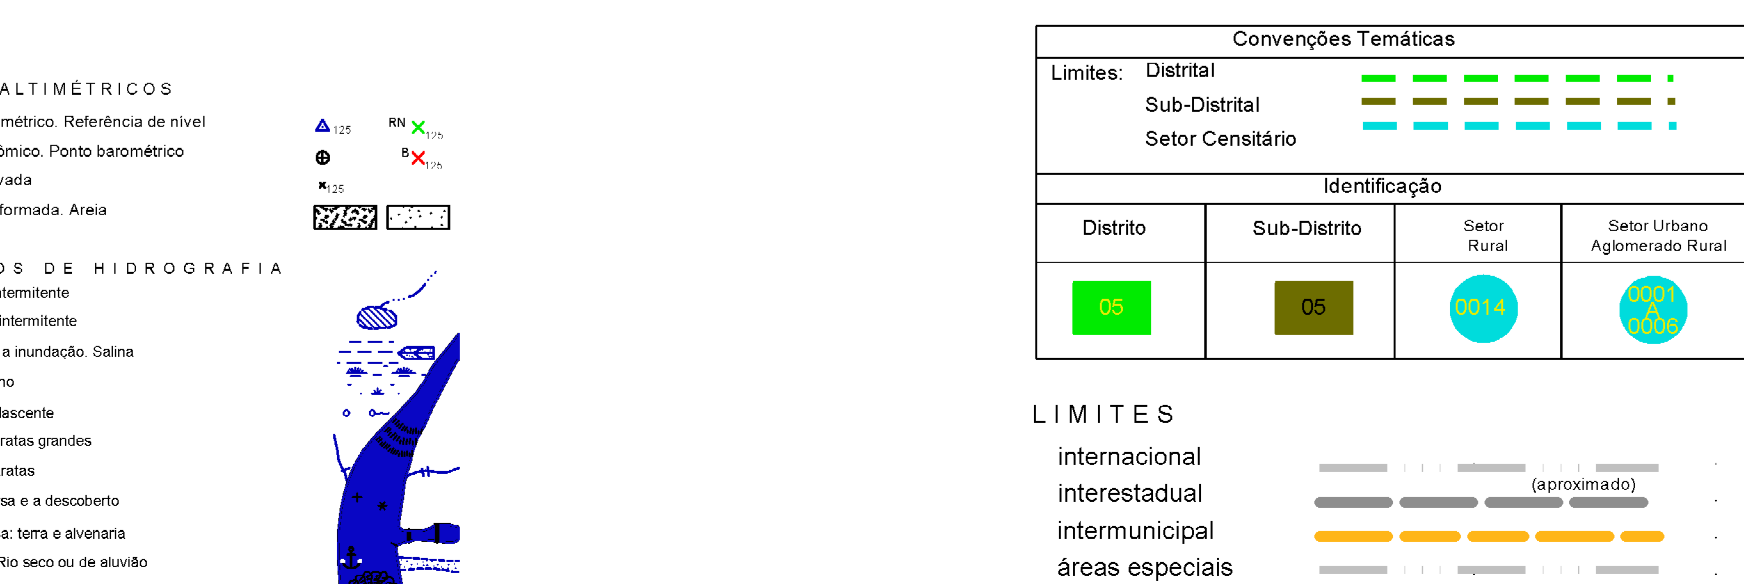 ALTIMÉTRICOS
métrico. Referência de nível
125
RN
125
ômico. Ponto barométrico
B
125
vada
125
formada. Areia
OS DE HIDROGRAFIA
ntermitente
intermitente
a inundação. Salina
no
lascente
ratas grandes
ratas
rsa e a descoberto
sa: terra e alvenaria
Rio seco ou de aluvião
Convenções Temáticas
Limites:
Distrital
Sub-Distrital
Setor Censitário
Identificação
Distrito
Sub-Distrito
Setor
Rural
Setor Urbano
Aglomerado Rural
05
05
0014
0001
A
0006
LIMITES
internacional
(aproximado)
interestadual
intermunicipal
áreas especiais